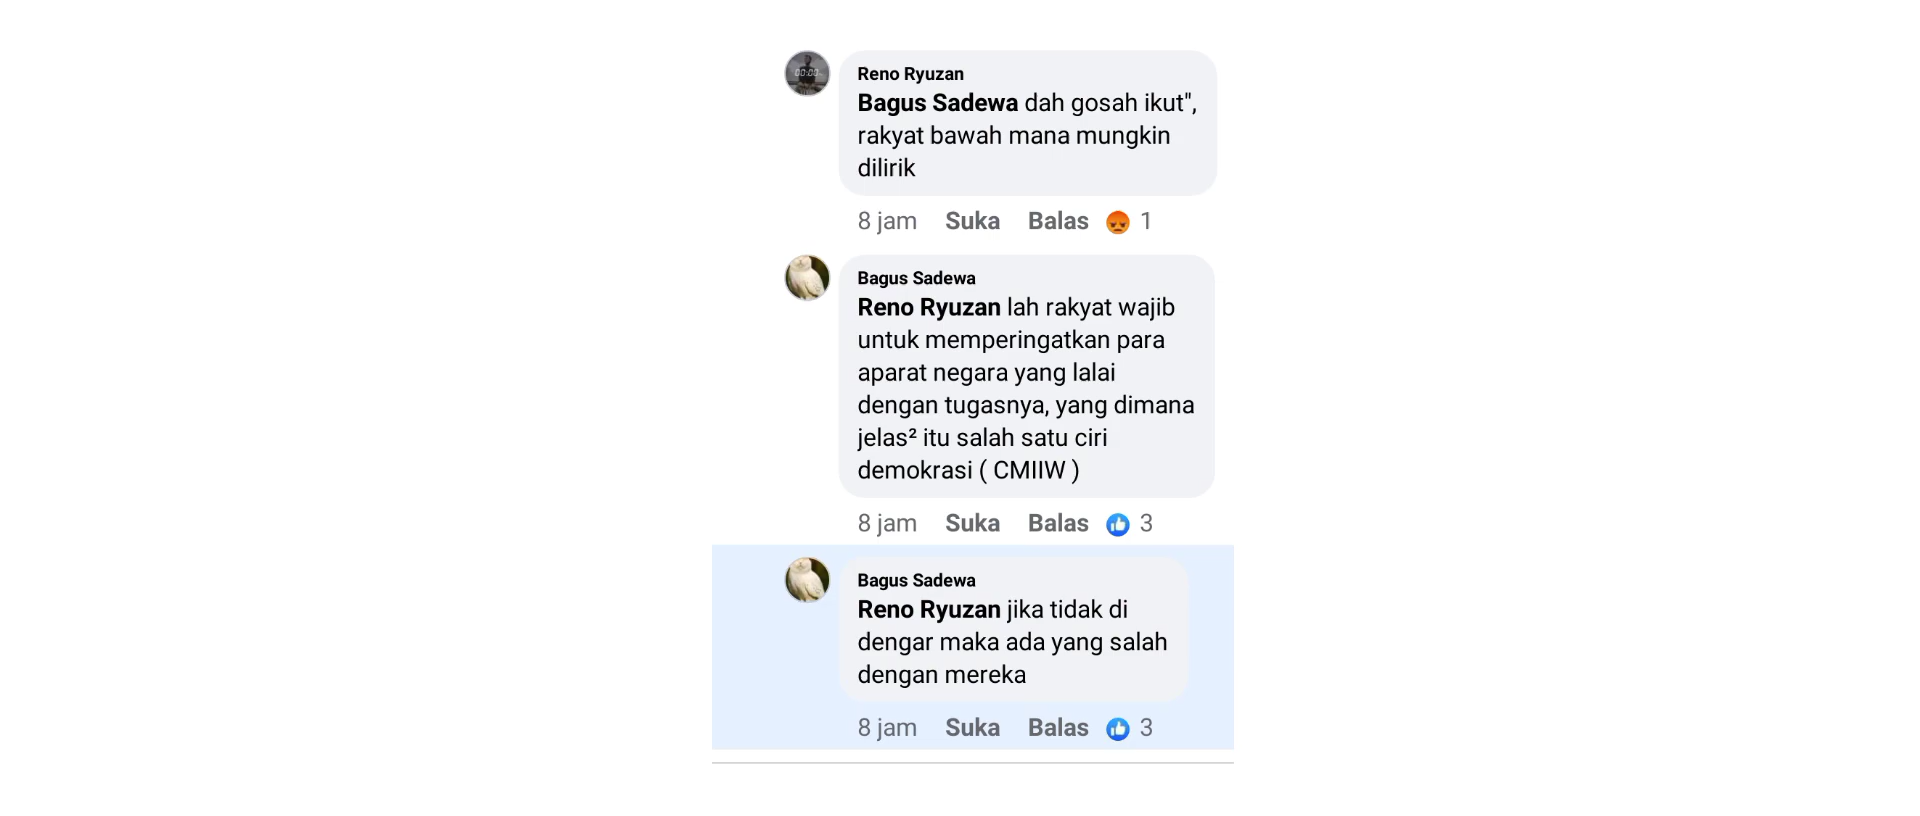 Reno Ryuzan
Bagus Sadewa dah gosah ikut",
rakyat bawah mana mungkin
dilirik
8 jam Suka Balas 1
Bagus Sadewa
Reno Ryuzan lah rakyat wajib
untuk memperingatkan para
aparat negara yang lalai
dengan tugasnya, yang dimana
jelas² itu salah satu ciri
demokrasi ( CMIIW )
8 jam Suka Balas 3
Bagus Sadewa
Reno Ryuzan jika tidak di
dengar maka ada yang salah
dengan mereka
8 jam Suka Balas 3